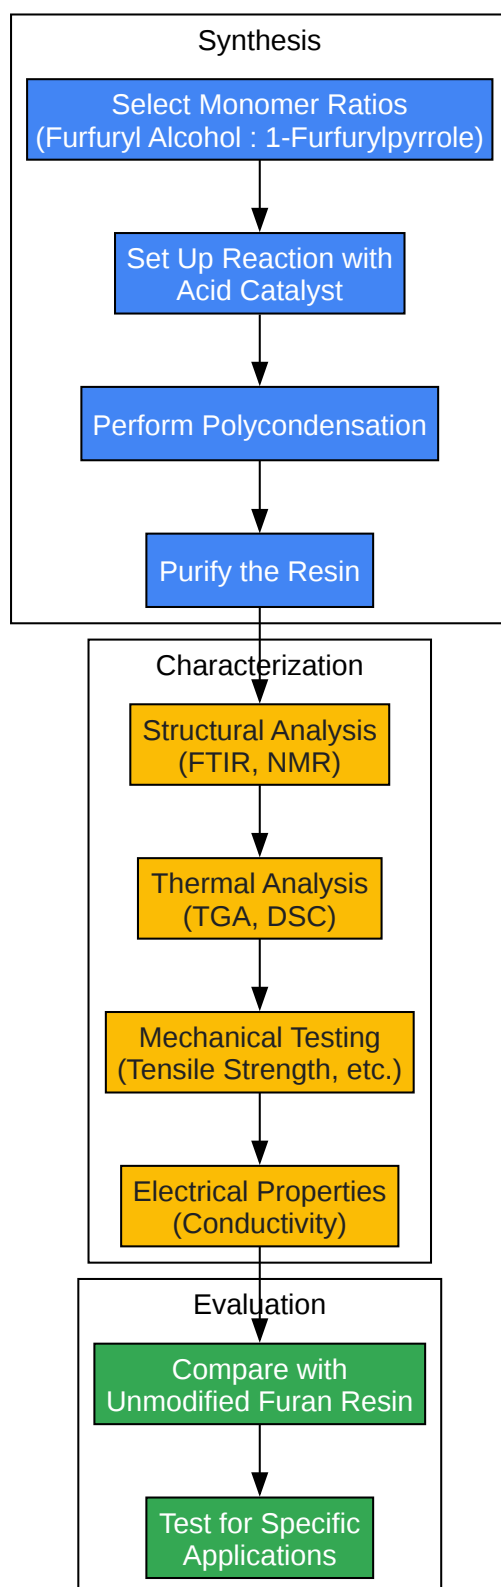 Synthesis
Select Monomer Ratios
(Furfuryl Alcohol : 1-Furfurylpyrrole)
Set Up Reaction with
Acid Catalyst
Perform Polycondensation
Purify the Resin
Characterization
Structural Analysis
(FTIR, NMR)
Thermal Analysis
(TGA, DSC)
Mechanical Testing
(Tensile Strength, etc.)
Electrical Properties
(Conductivity)
Evaluation
Compare with
Unmodified Furan Resin
Test for Specific
Applications